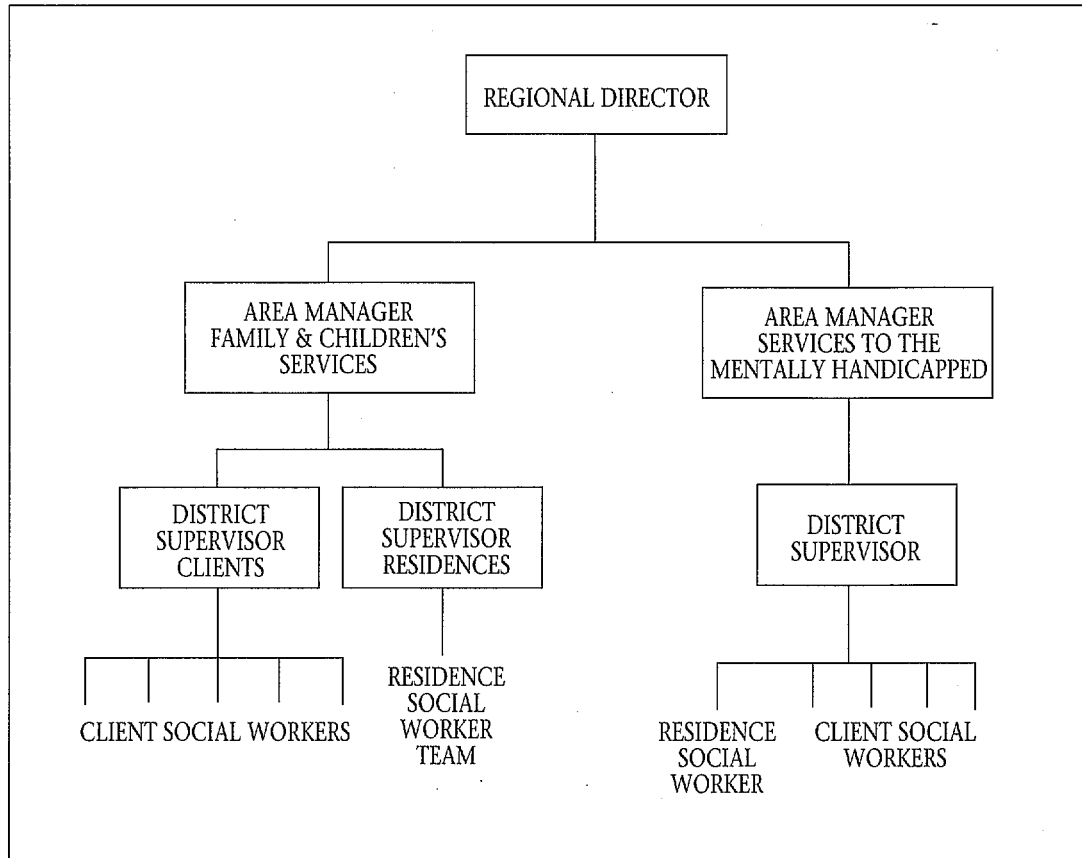 REGIONAL DIRECTOR
AREA MANAGER
FAMILY & CHILDREN'S
SERVICES
AREA MANAGER
SERVICES TO THE
MENTALLY HANDICAPPED
DISTRICT
SUPERVISOR
CLIENTS
DISTRICT
SUPERVISOR
RESIDENCES
DISTRICT
SUPERVISOR
CLIENT SOCIAL WORKERS
RESIDENCE
SOCIAL
WORKER
TEAM
RESIDENCE
SOCIAL
WORKER
CLIENT SOCIAL
WORKERS